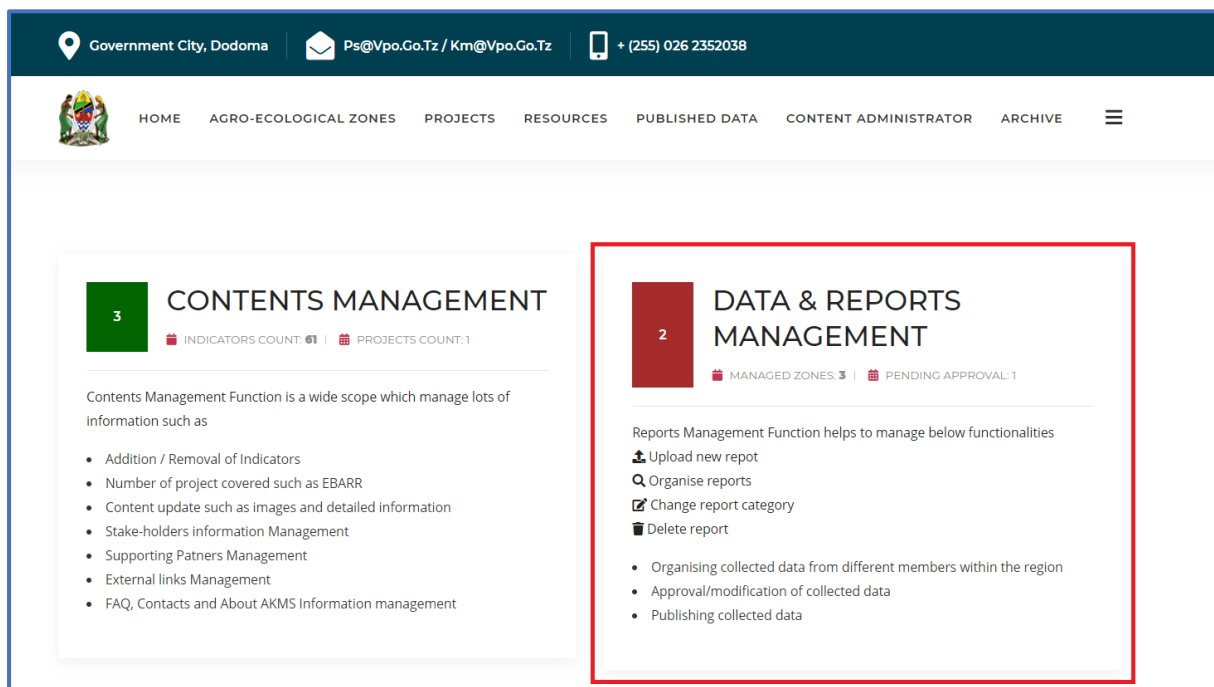 Government City, Dodoma
Ps@Vpo.Go.Tz / Km@Vpo.Go.Tz
+ (255) 026 2352038
HOME AGRO-ECOLOGICAL ZONES PROJECTS RESOURCES PUBLISHED DATA CONTENT ADMINISTRATOR ARCHIVE
3
CONTENTS MANAGEMENT
INDICATORS COUNT: 61 | PROJECTS COUNT: 1
Contents Management Function is a wide scope which manage lots of
information such as
• Addition / Removal of Indicators
• Number of project covered such as EBARR
• Content update such as images and detailed information
• Stake-holders information Management
• Supporting Patners Management
• External links Management
• FAQ, Contacts and About AKMS Information management
2
DATA & REPORTS
MANAGEMENT
MANAGED ZONES: 3 | PENDING APPROVAL: 1
Reports Management Function helps to manage below functionalities
Upload new repot
Organise reports
Change report category
Delete report
• Organising collected data from different members within the region
• Approval/modification of collected data
• Publishing collected data